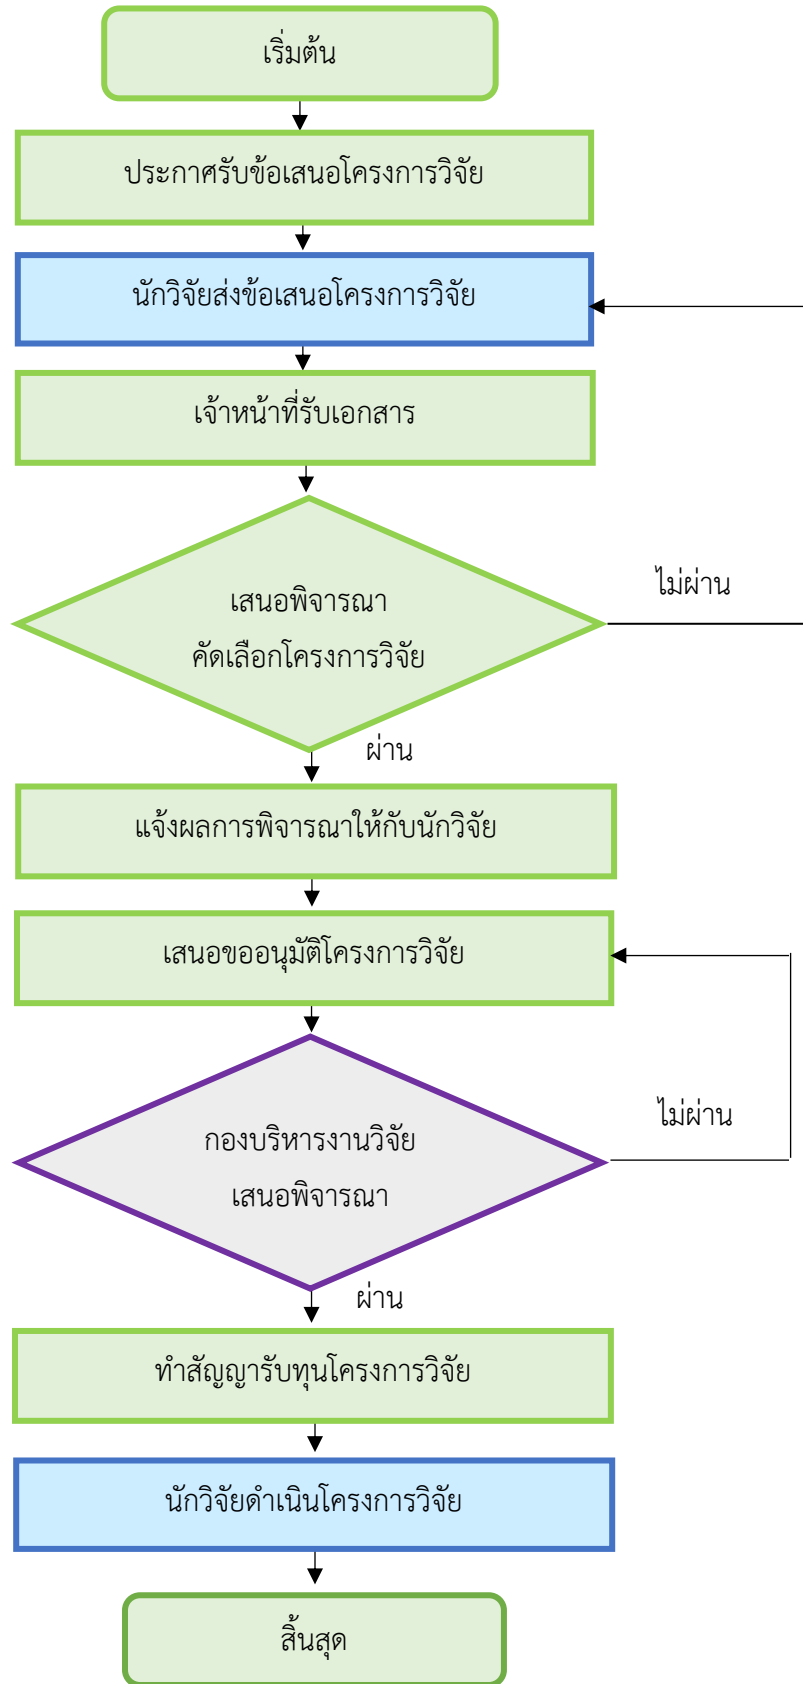 เริ่มต้น
ประกาศรับข้อเสนอโครงการวิจัย
นักวิจัยส่งข้อเสนอโครงการวิจัย
เจ้าหน้าที่รับเอกสาร
เสนอพิจารณา
คัดเลือกโครงการวิจัย
ไม่ผ่าน
ผ่าน
แจ้งผลการพิจารณาให้กับนักวิจัย
เสนอขออนุมัติโครงการวิจัย
กองบริหารงานวิจัย
เสนอพิจารณา
ไม่ผ่าน
ผ่าน
ทำสัญญารับทุนโครงการวิจัย
นักวิจัยดำเนินโครงการวิจัย
สิ้นสุด